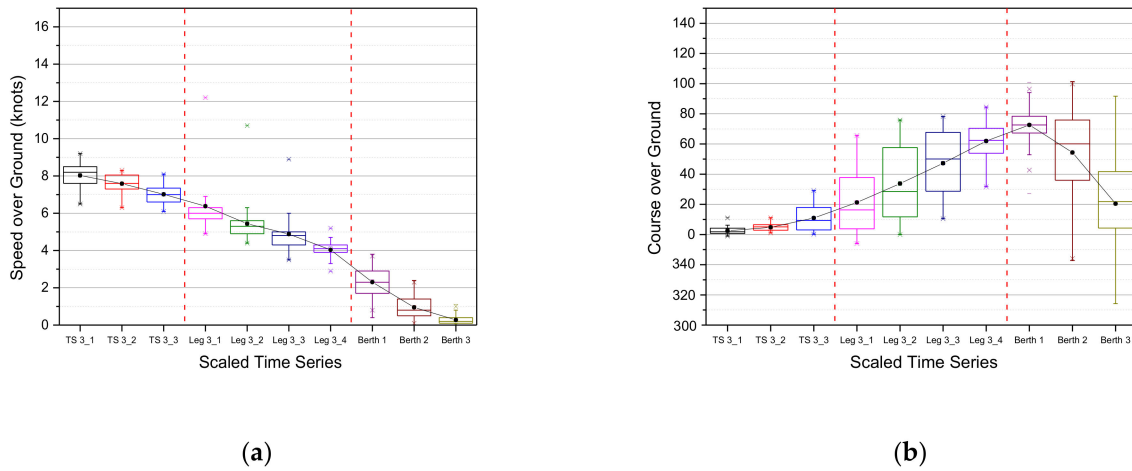 16
14
12
10
8
6
4
2
0
Speed over Ground (knots)
TS 3_1 TS 3_2 TS 3_3 Leg 3_1 Leg 3_2 Leg 3_3 Leg 3_4 Berth 1 Berth 2 Berth 3
Scaled Time Series
(a)
140
120
100
80
60
40
20
0
340
320
300
Course over Ground
TS 3_1 TS 3_2 TS 3_3 Leg 3_1 Leg 3_2 Leg 3_3 Leg 3_4 Berth 1 Berth 2 Berth 3
Scaled Time Series
(b)